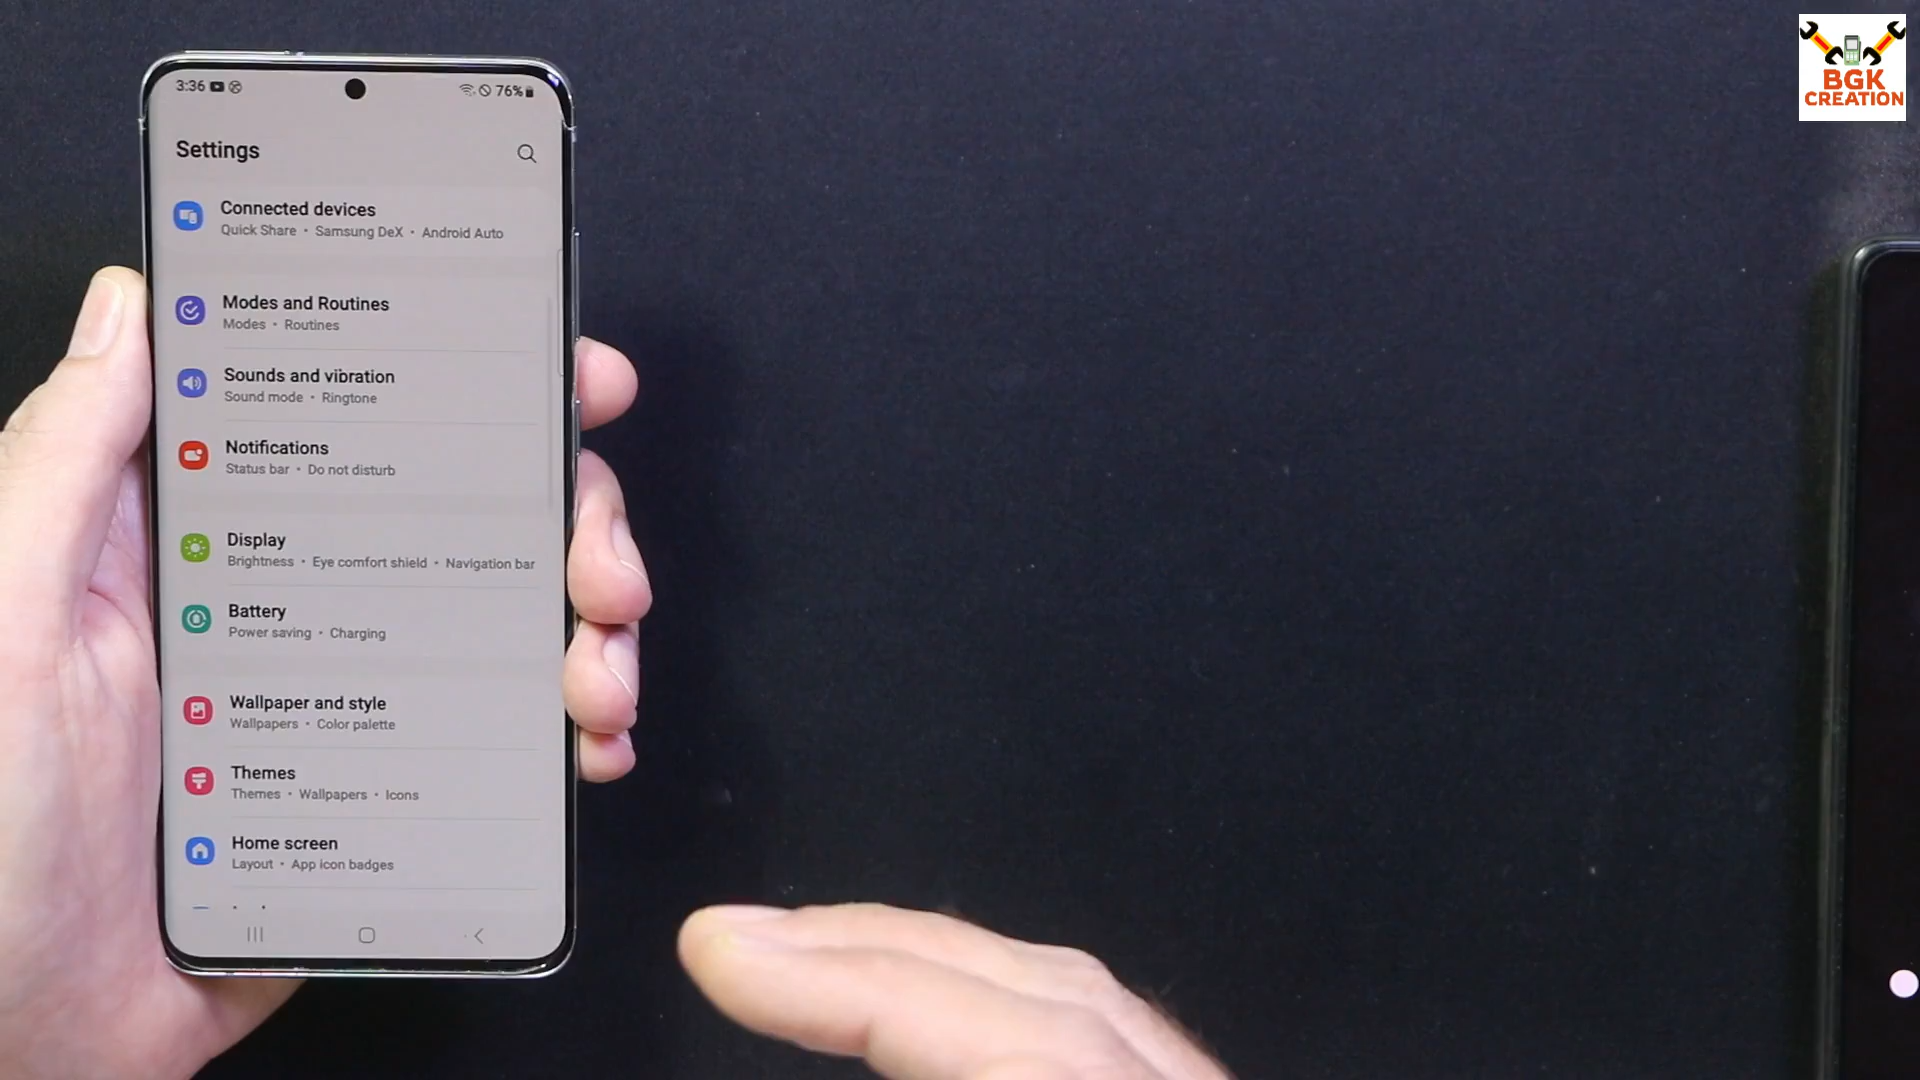 BGK
CREATION
3:36
76%
Settings
Connected devices
Quick Share • Samsung DeX • Android Auto
Modes and Routines
Modes • Routines
Sounds and vibration
Sound mode • Ringtone
Notifications
Status bar • Do not disturb
Display
Brightness • Eye comfort shield • Navigation bar
Battery
Power saving • Charging
Wallpaper and style
Wallpapers • Color palette
Themes
Themes • Wallpapers • Icons
Home screen
Layout • App icon badges